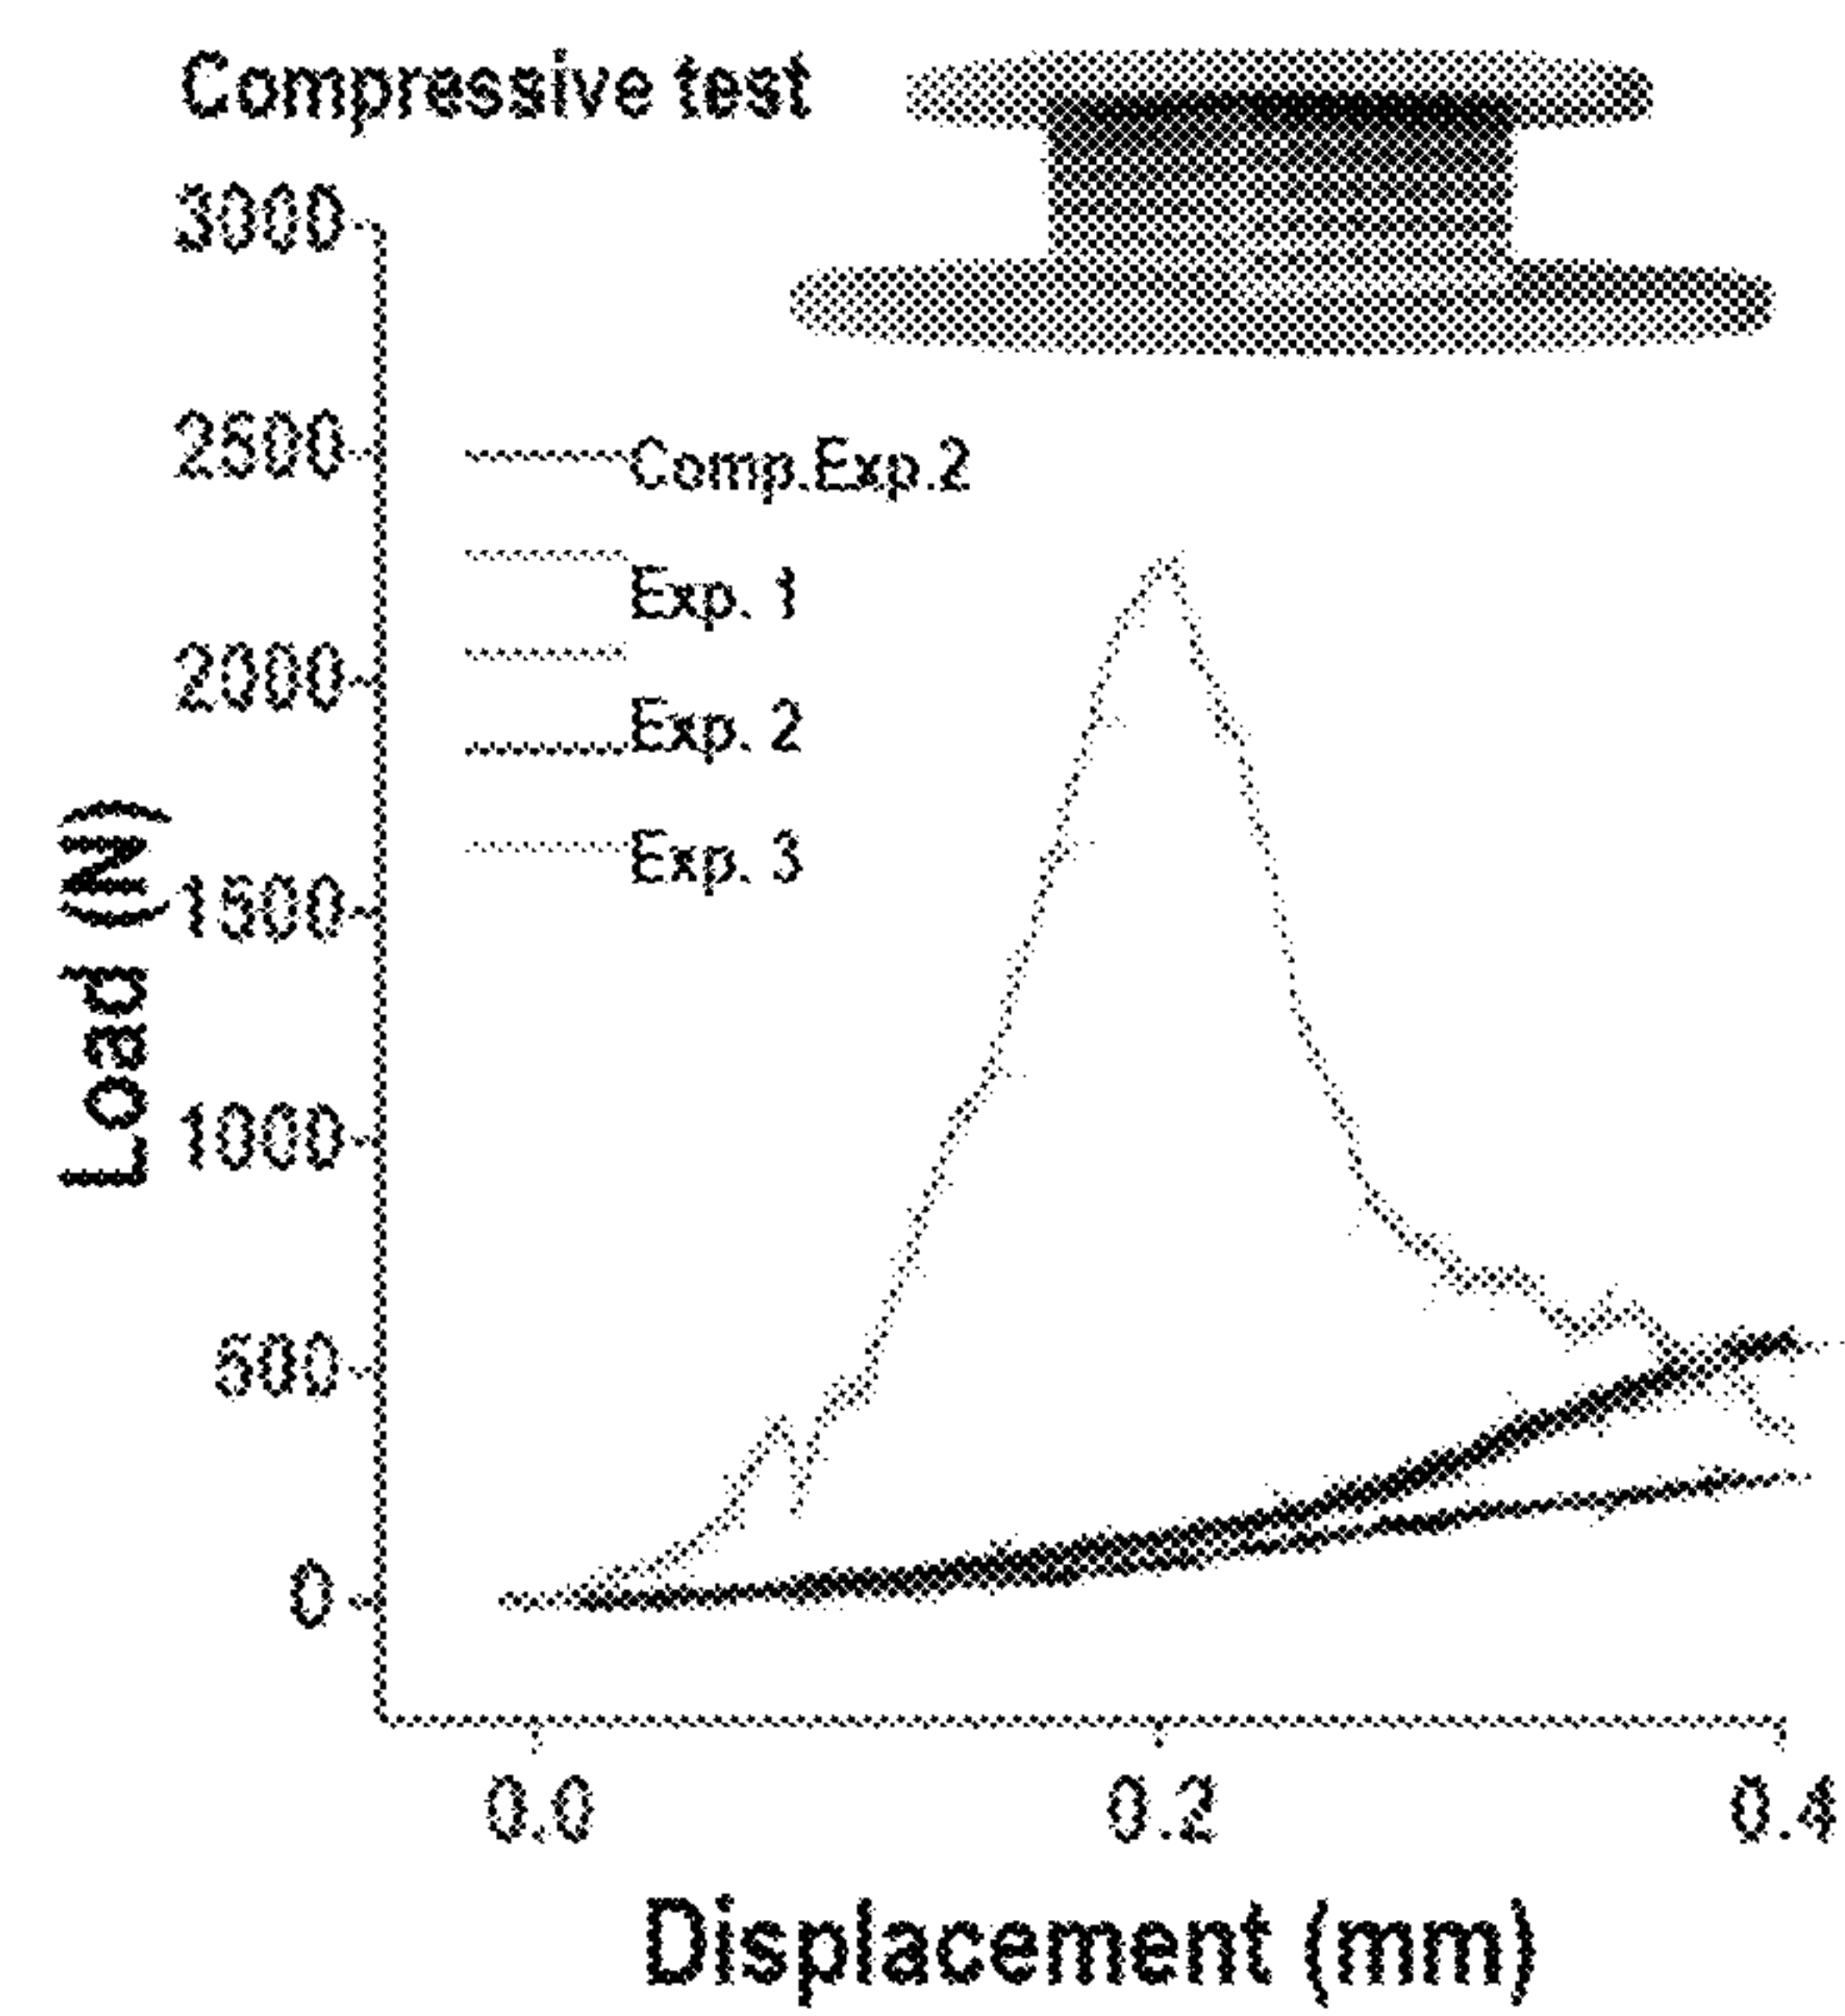 Compressive test
3000
2500
2000
1500
1000
500
0
Load (N)
Comp.Exp.2
Exp. 1
Exp. 2
Exp. 3
0.0
0.2
0.4
Displacement (mm)